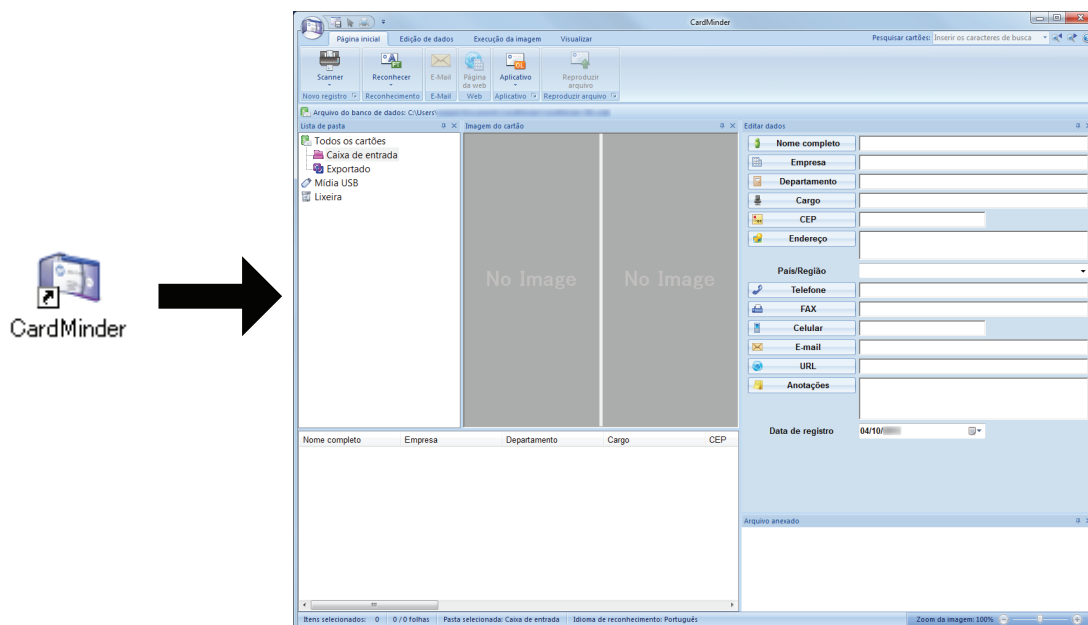 CardMinder
CardMinder
Página inicial
Edição de dados
Execução da imagem
Visualizar
Pesquisar cartões: Inserir os caracteres de busca
Scanner
Reconhecer
E-Mail
Página da web
Aplicativo
Reproduzir arquivo
Novo registro
Reconhecimento
E-Mail
Web
Aplicativo
Reproduzir arquivo
Arquivo do banco de dados: C:\Users\
Lista de pasta
Todos os cartões
Caixa de entrada
Exportado
Mídia USB
Lixeira
Imagem do cartão
No Image
No Image
Editar dados
Nome completo
Empresa
Departamento
Cargo
CEP
Endereço
País/Região
Telefone
FAX
Celular
E-mail
URL
Anotações
Data de registro 04/10/
Nome completo Empresa Departamento Cargo CEP
Arquivo anexado
Itens selecionados: 0 0 / 0 folhas Pasta selecionada: Caixa de entrada Idioma de reconhecimento: Português
Zoom da imagem: 100%